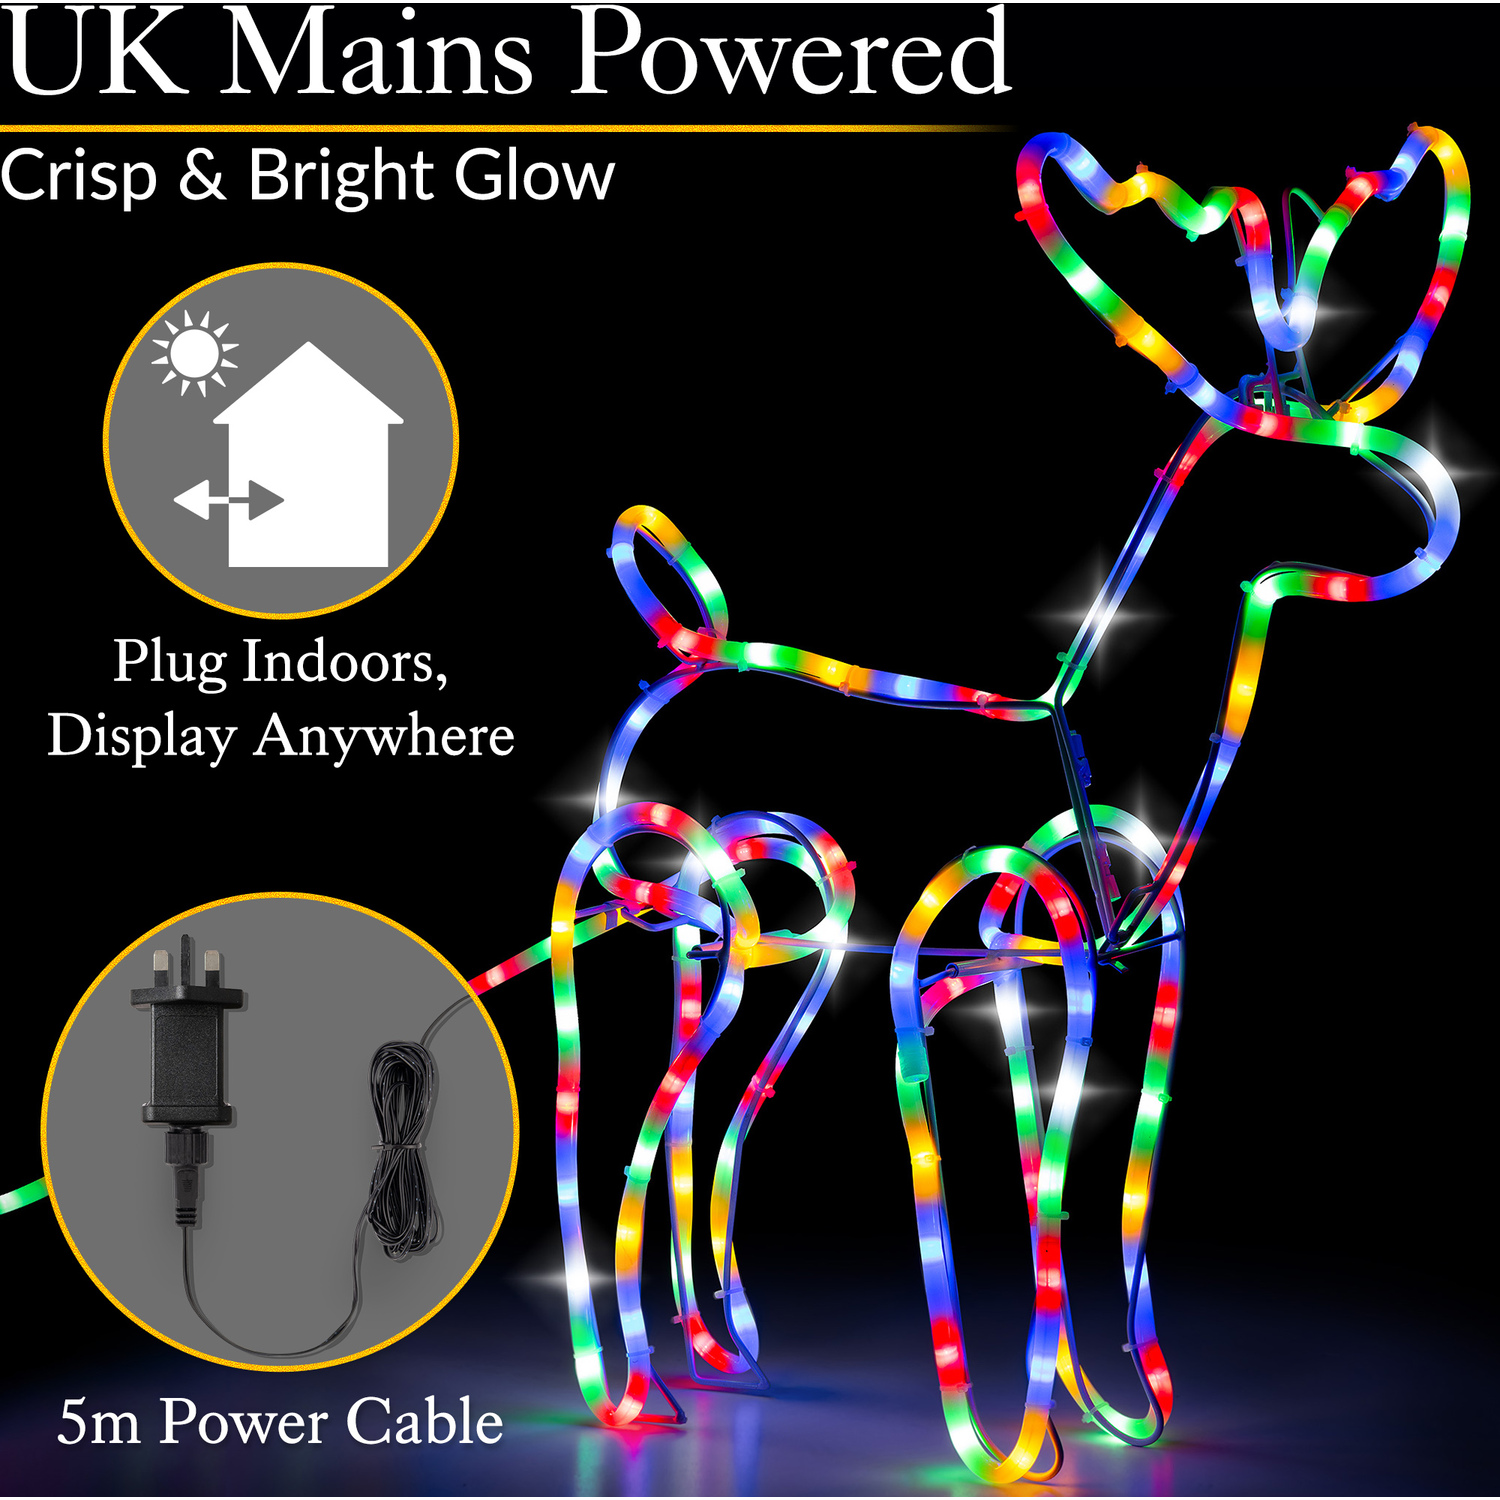 UK Mains Powered
Crisp & Bright Glow
Plug Indoors,
Display Anywhere
5m Power Cable